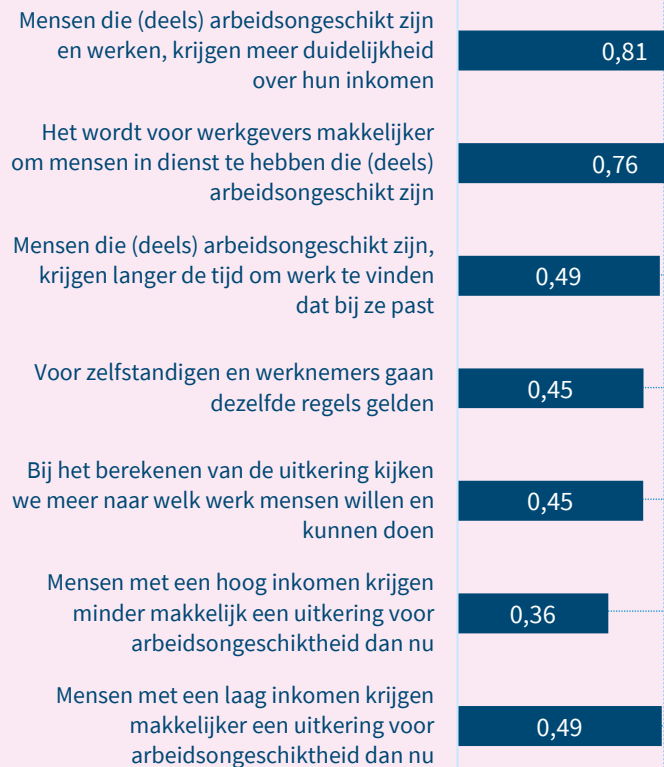 Mensen die (deels) arbeidsongeschikt zijn
en werken, krijgen meer duidelijkheid
over hun inkomen
0,81
Het wordt voor werkgevers makkelijker
om mensen in dienst te hebben die (deels)
arbeidsongeschikt zijn
0,76
Mensen die (deels) arbeidsongeschikt zijn,
krijgen langer de tijd om werk te vinden
dat bij ze past
0,49
Voor zelfstandigen en werknemers gaan
dezelfde regels gelden
0,45
Bij het berekenen van de uitkering kijken
we meer naar welk werk mensen willen en
kunnen doen
0,45
Mensen met een hoog inkomen krijgen
minder makkelijk een uitkering voor
arbeidsongeschiktheid dan nu
0,36
Mensen met een laag inkomen krijgen
makkelijker een uitkering voor
arbeidsongeschiktheid dan nu
0,49